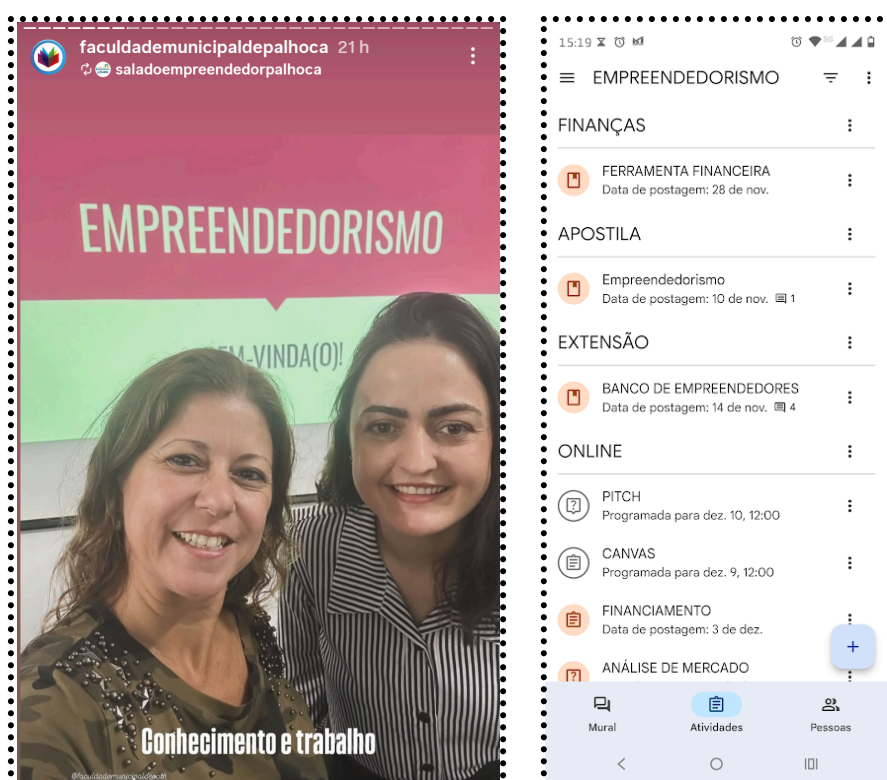 faculdademunicipaldepalhoca 21 h
saladoempreendedorpalhoca
EMPREENDEDORISMO
EM-VINDA(O)!
Conhecimento e trabalho
@faculdademunicipaldepalh
15:19
5G
EMPREENDEDORISMO
FINANÇAS
FERRAMENTA FINANCEIRA
Data de postagem: 28 de nov.
APOSTILA
Empreendedorismo
Data de postagem: 10 de nov. 1
EXTENSÃO
BANCO DE EMPREENDEDORES
Data de postagem: 14 de nov. 4
ONLINE
PITCH
Programada para dez. 10, 12:00
CANVAS
Programada para dez. 9, 12:00
FINANCIAMENTO
Data de postagem: 3 de dez.
ANÁLISE DE MERCADO
Mural
Atividades
Pessoas